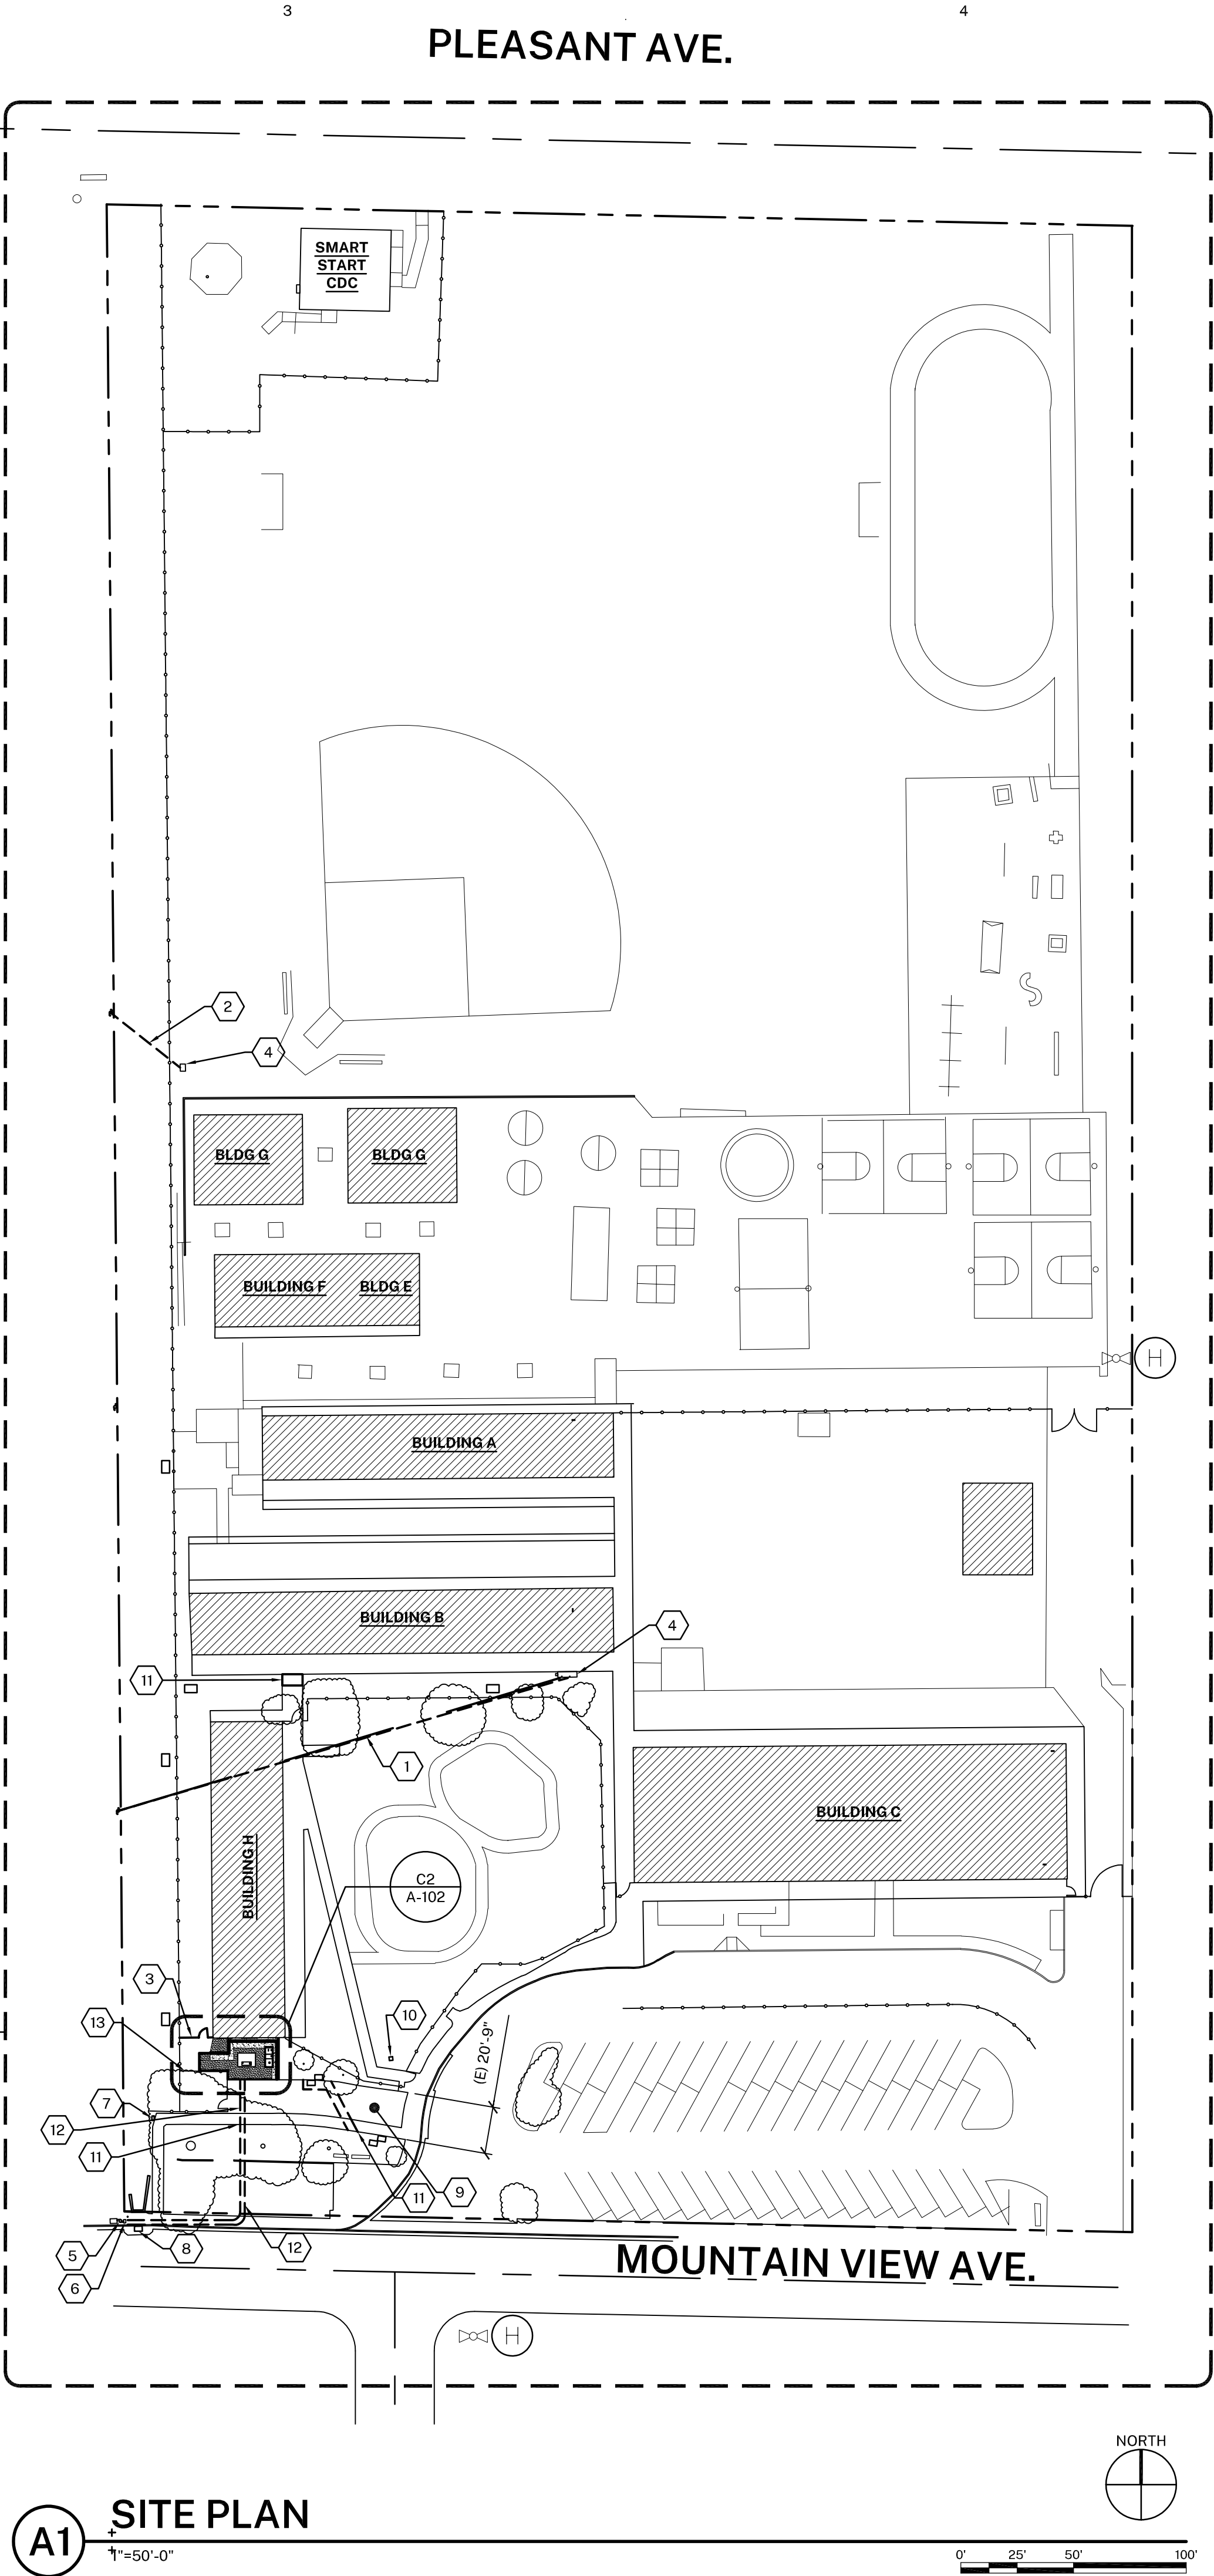 3
4
PLEASANT AVE.
SMART
START
CDC
2
4
BLDG G
BLDG G
BUILDING F
BLDG E
H
BUILDING A
BUILDING B
4
11
1
BUILDING C
BUILDING H
C2
A-102
3
10
13
(E) 20'-9"
7
12
11
11
9
5
8
12
6
MOUNTAIN VIEW AVE.
H
NORTH
A1
SITE PLAN
1"=50'-0"
0'
25'
50'
100'